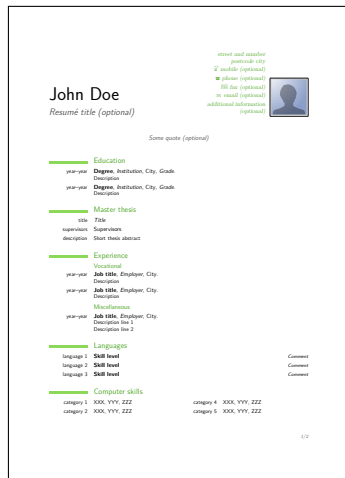 street and number
postcode city
mobile (optional)
phone (optional)
fax (optional)
email (optional)
additional information
(optional)
John Doe
Resumé title (optional)
Some quote (optional)
Education
year–year Degree, Institution, City, Grade
Description
year–year Degree, Institution, City, Grade
Description
Master thesis
title Title
supervisors Supervisors
description Short thesis abstract
Experience
Vocational
year–year Job title, Employer, City.
Description
year–year Job title, Employer, City.
Description
Miscellaneous
year–year Job title, Employer, City.
Description line 1
Description line 2
Languages
language 1 Skill level Comment
language 2 Skill level Comment
language 3 Skill level Comment
Computer skills
category 1 XXX, YYY, ZZZ category 4 XXX, YYY, ZZZ
category 2 XXX, YYY, ZZZ category 5 XXX, YYY, ZZZ
1/2